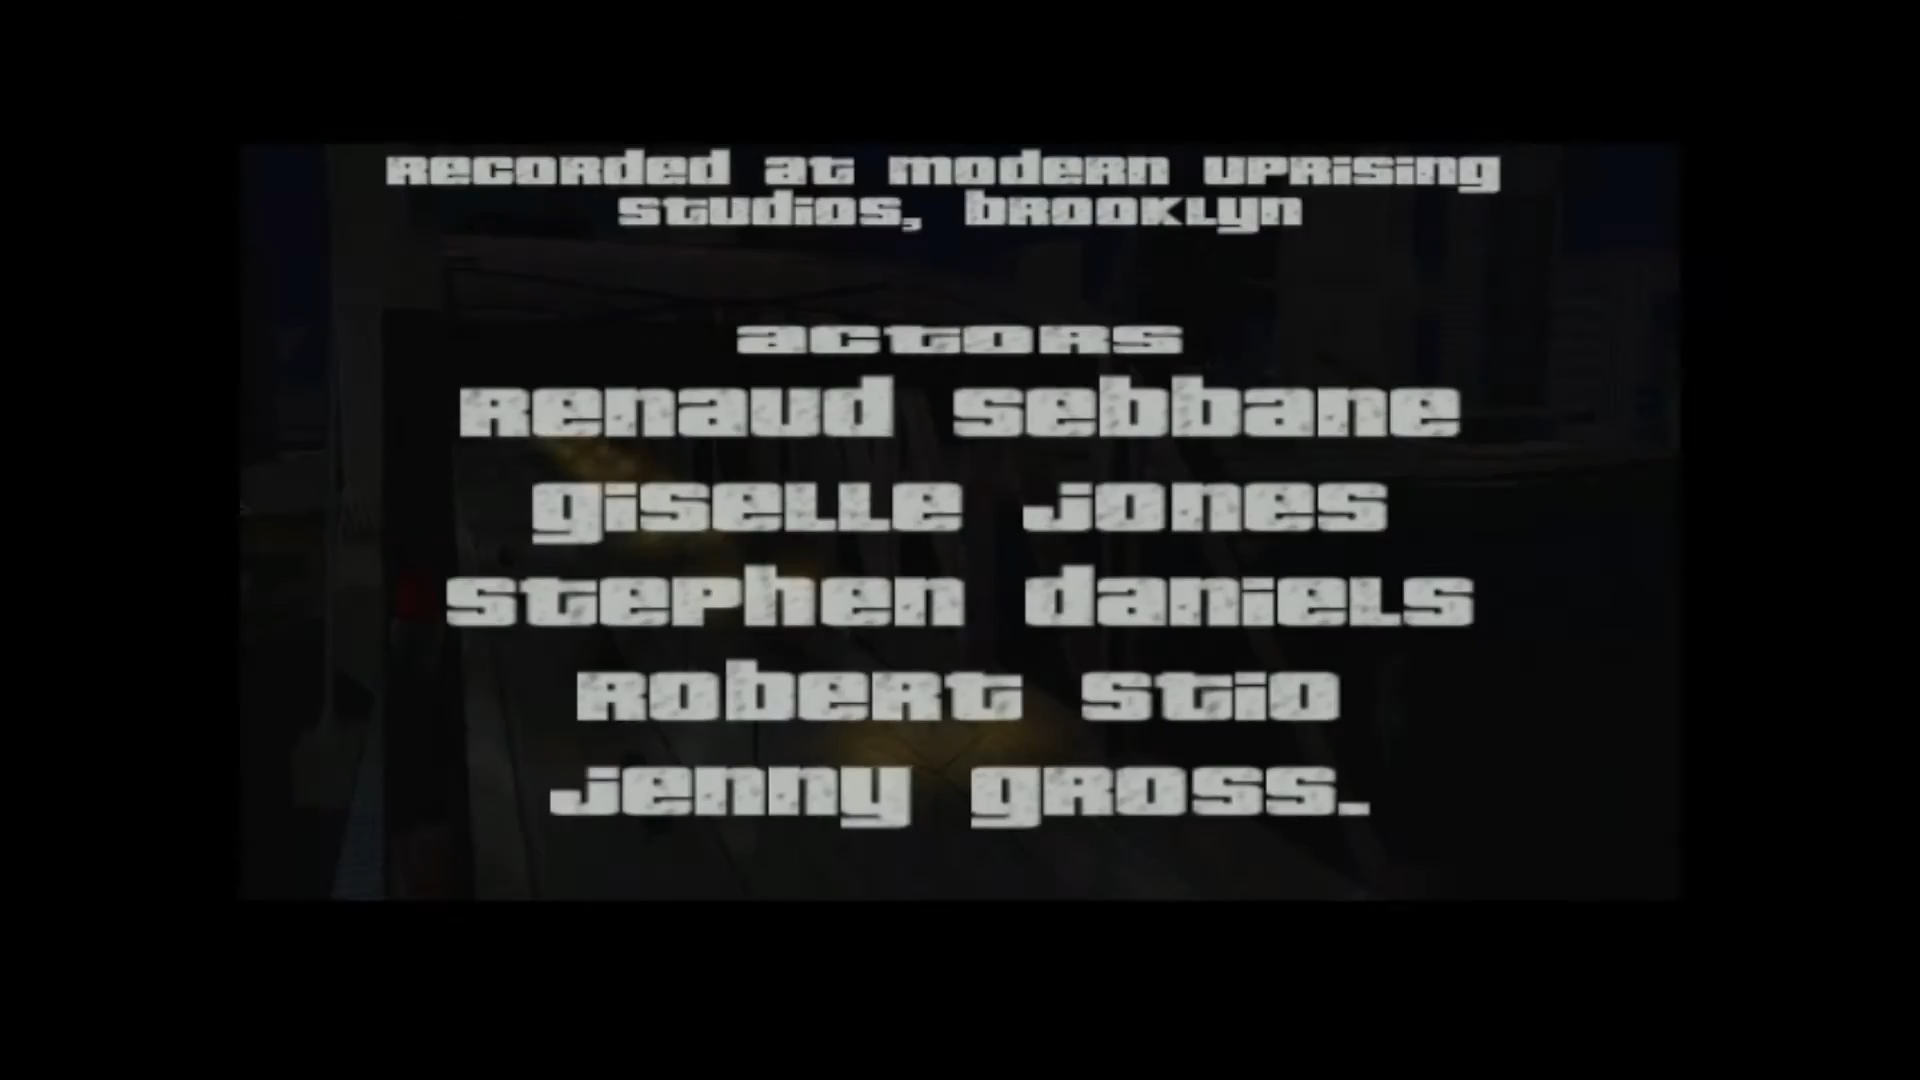 Recorded at Modern Uprising
Studios, Brooklyn
actors
Renaud Sebbane
Giselle Jones
Stephen Daniels
Robert Stio
Jenny Gross.